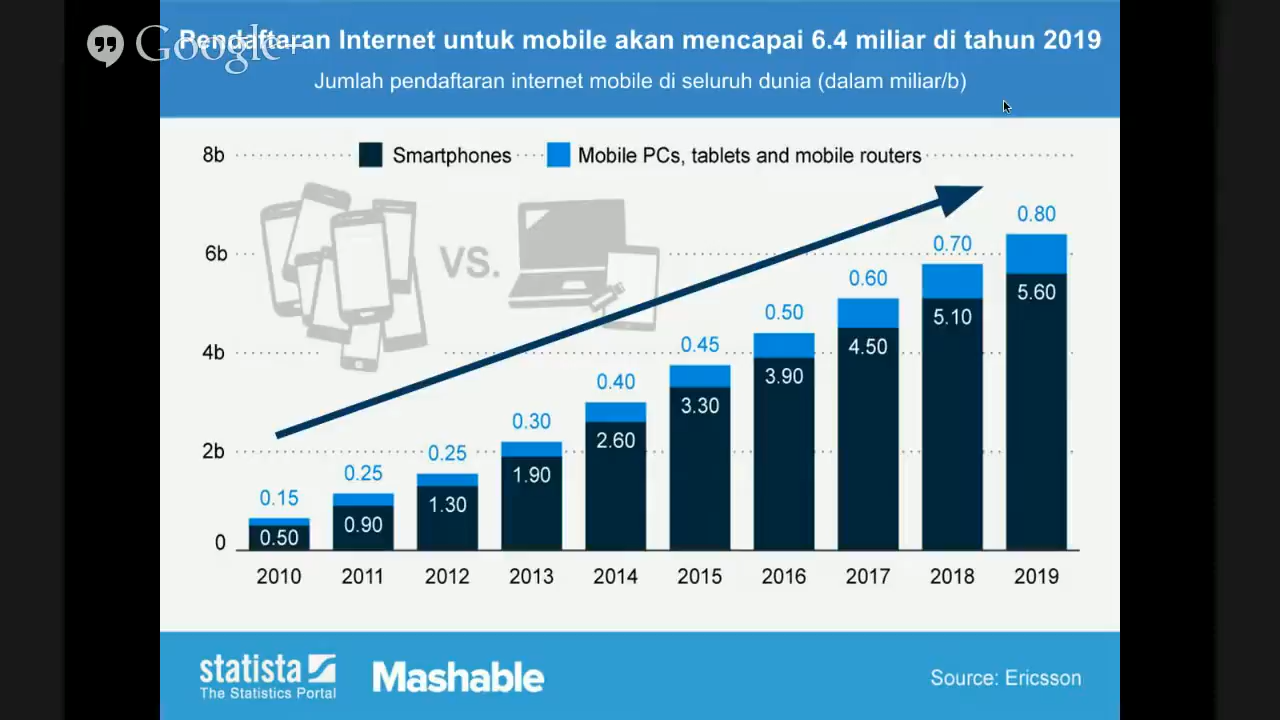 Google+
Pendaftaran Internet untuk mobile akan mencapai 6.4 miliar di tahun 2019
Jumlah pendaftaran internet mobile di seluruh dunia (dalam miliar/b)
8b
Smartphones
Mobile PCs, tablets and mobile routers
0.80
0.70
6b
VS.
0.60
5.60
0.50
5.10
0.45
4.50
4b
0.40
3.90
0.30
3.30
2b
0.25
2.60
0.25
1.90
0.15
1.30
0.90
0
0.50
2010 2011 2012 2013 2014 2015 2016 2017 2018 2019
statista
The Statistics Portal
Mashable
Source: Ericsson